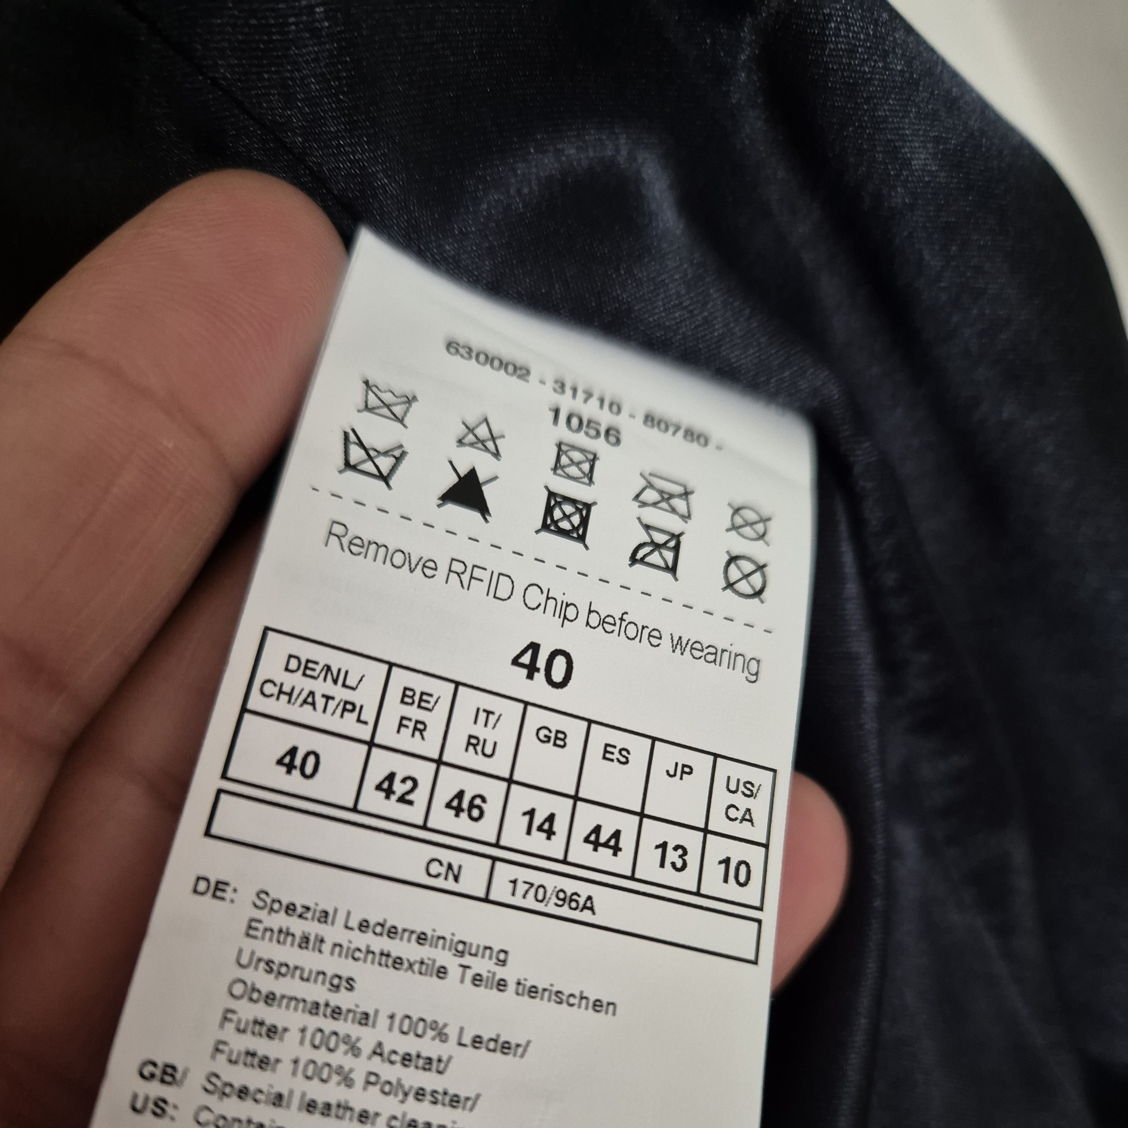 630002 - 31710 - 80780 -
1056
Remove RFID Chip before wearing
40
DE/NL/ CH/AT/PL BE/ FR IT/ RU GB ES JP US/ CA
40 42 46 14 44 13 10
CN 170/96A
DE: Spezial Lederreinigung
Enthält nichttextile Teile tierischen
Ursprungs
Obermaterial 100% Leder/
Futter 100% Acetat/
Futter 100% Polyester/
GB/ Special leather
US: